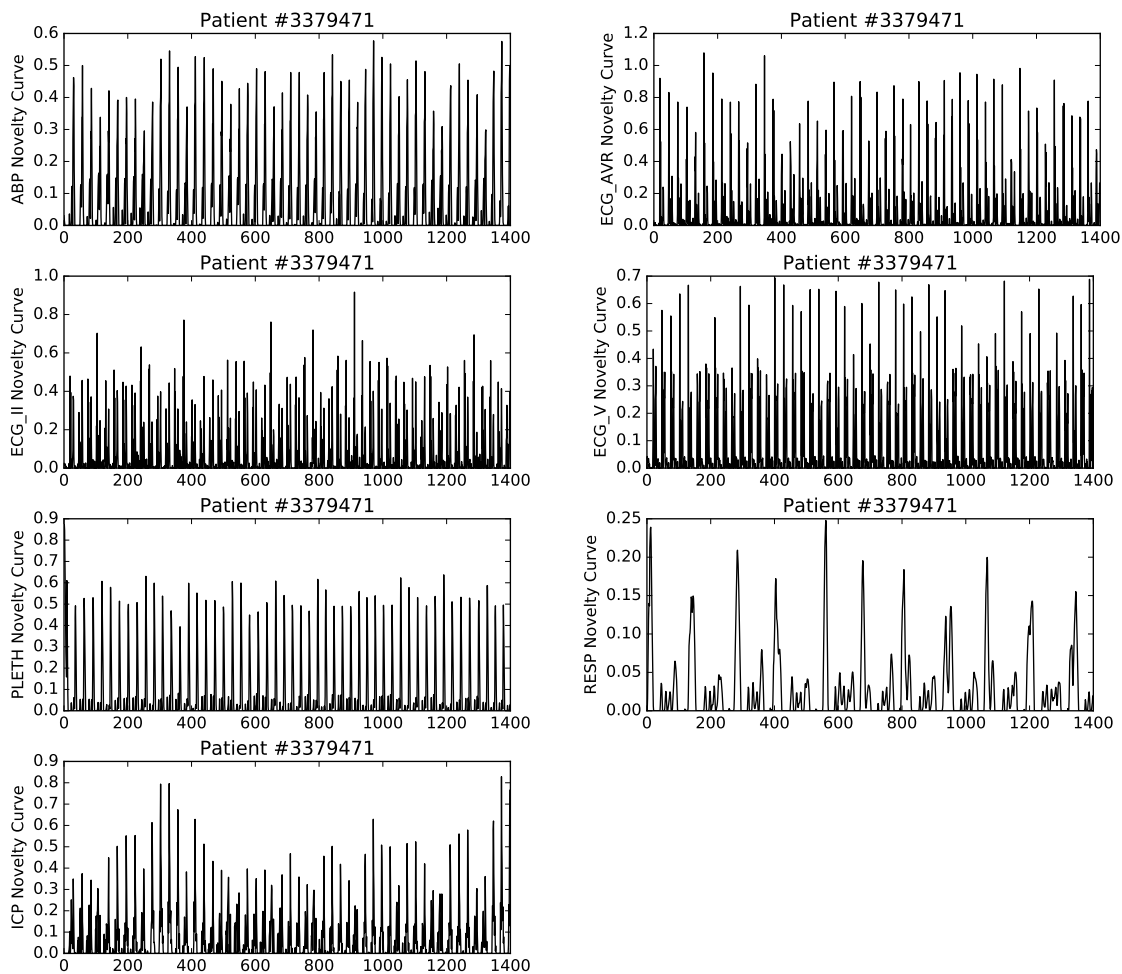 Patient #3379471
ABP Novelty Curve
0.6
0.5
0.4
0.3
0.2
0.1
0.0
0 200 400 600 800 1000 1200 1400
Patient #3379471
ECG_AVR Novelty Curve
1.2
1.0
0.8
0.6
0.4
0.2
0.0
0 200 400 600 800 1000 1200 1400
Patient #3379471
ECG_II Novelty Curve
1.0
0.8
0.6
0.4
0.2
0.0
0 200 400 600 800 1000 1200 1400
Patient #3379471
ECG_V Novelty Curve
0.7
0.6
0.5
0.4
0.3
0.2
0.1
0.0
0 200 400 600 800 1000 1200 1400
Patient #3379471
PLETH Novelty Curve
0.9
0.8
0.7
0.6
0.5
0.4
0.3
0.2
0.1
0.0
0 200 400 600 800 1000 1200 1400
Patient #3379471
RESP Novelty Curve
0.25
0.20
0.15
0.10
0.05
0.00
0 200 400 600 800 1000 1200 1400
Patient #3379471
ICP Novelty Curve
0.9
0.8
0.7
0.6
0.5
0.4
0.3
0.2
0.1
0.0
0 200 400 600 800 1000 1200 1400